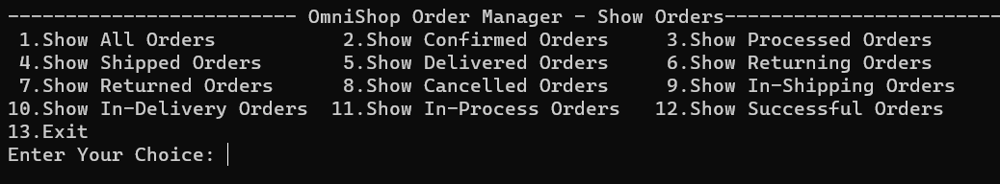 ------------------------- OmniShop Order Manager - Show Orders------------------------
1.Show All Orders 2.Show Confirmed Orders 3.Show Processed Orders
4.Show Shipped Orders 5.Show Delivered Orders 6.Show Returning Orders
7.Show Returned Orders 8.Show Cancelled Orders 9.Show In-Shipping Orders
10.Show In-Delivery Orders 11.Show In-Process Orders 12.Show Successful Orders
13.Exit
Enter Your Choice: